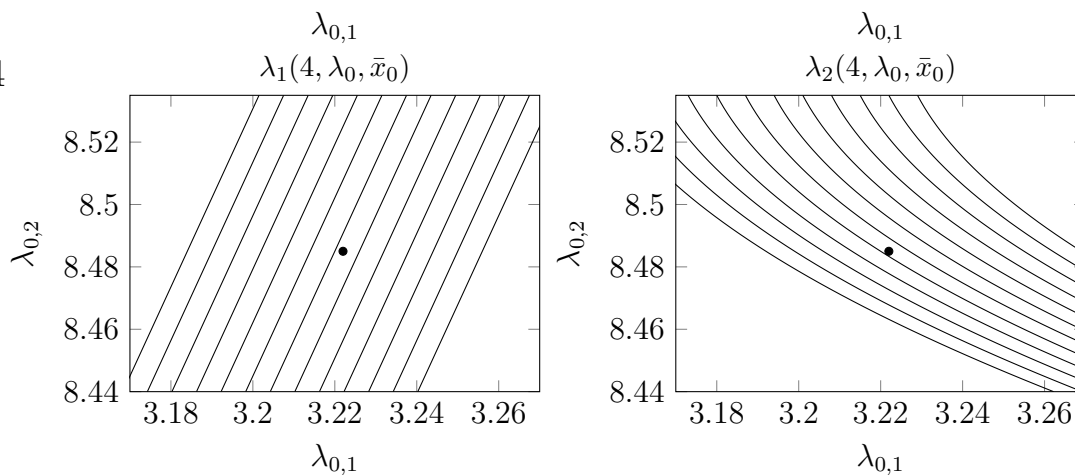 λ₀,₁ λ₀,₁
4 λ₁(4, λ₀, x̄₀) λ₂(4, λ₀, x̄₀)
8.52 8.52
8.5 8.5
λ₀,₂ λ₀,₂
8.48 8.48
8.46 8.46
8.44 8.44
3.18 3.2 3.22 3.24 3.26 3.18 3.2 3.22 3.24 3.26
λ₀,₁ λ₀,₁